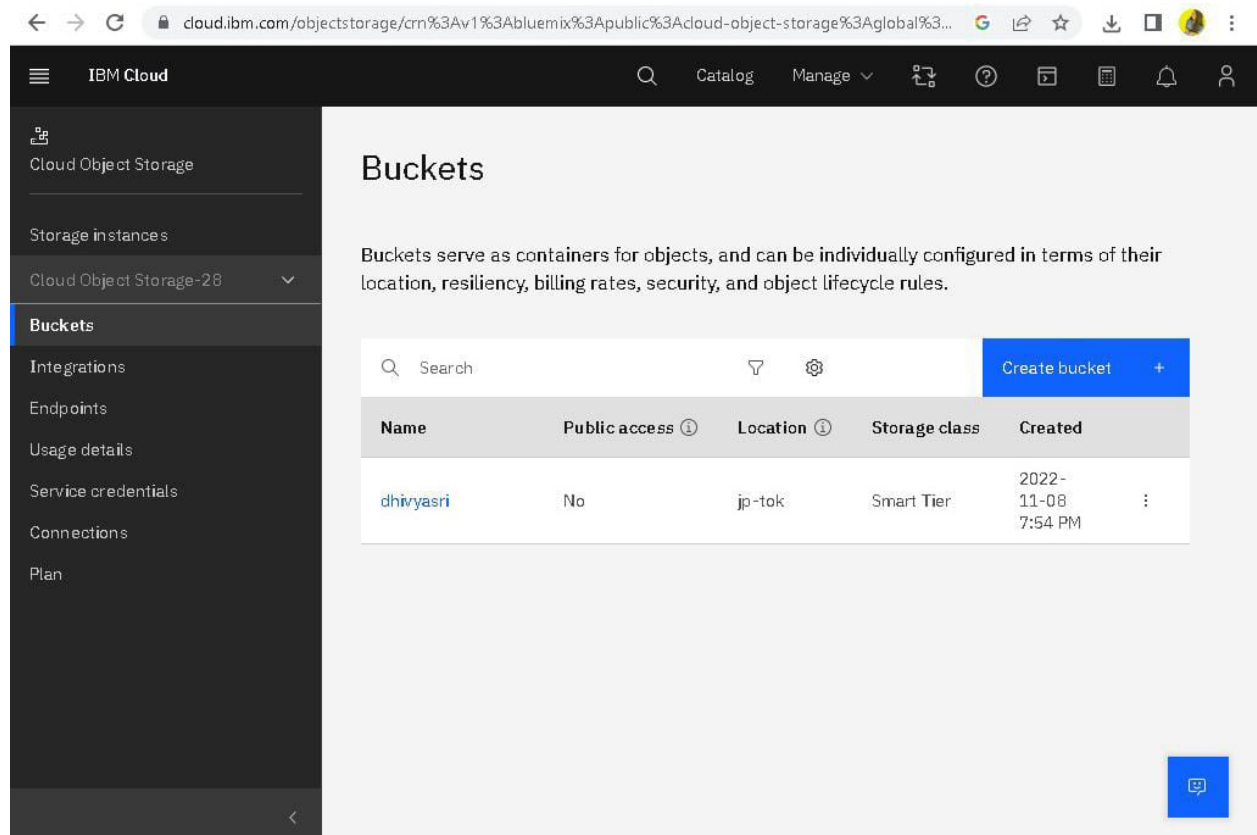 cloud.ibm.com/objectstorage/crn%3Av1%3Abluemix%3Apublic%3Acloud-object-storage%3Aglobal%3...
IBM Cloud
Catalog
Manage
Cloud Object Storage
Storage instances
Cloud Object Storage-28
Buckets
Integrations
Endpoints
Usage details
Service credentials
Connections
Plan
Buckets
Buckets serve as containers for objects, and can be individually configured in terms of their
location, resiliency, billing rates, security, and object lifecycle rules.
Search
Create bucket +
Name Public access Location Storage class Created
dhivyasri No jp-tok Smart Tier 2022-
11-08
7:54 PM